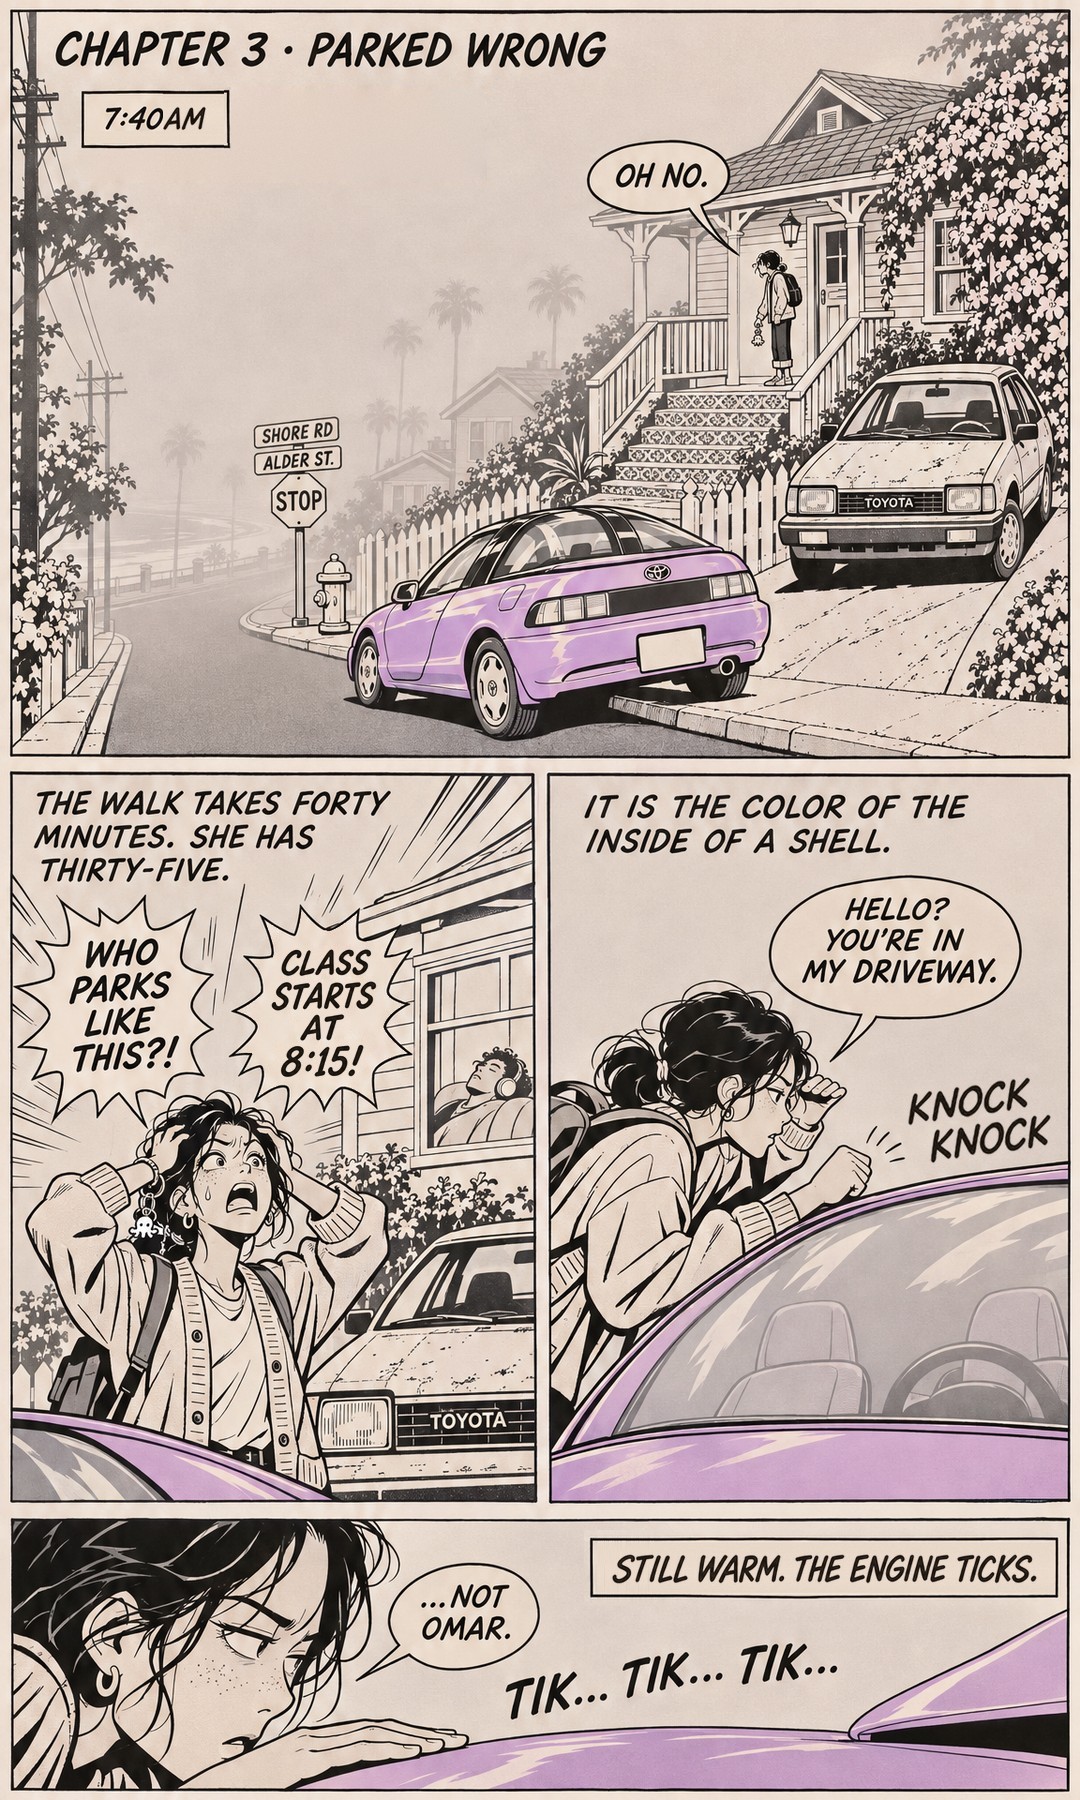 CHAPTER 3 · PARKED WRONG
7:40AM
OH NO.
SHORE RD
ALDER ST.
STOP
TOYOTA
THE WALK TAKES FORTY
MINUTES. SHE HAS
THIRTY-FIVE.
WHO
PARKS
LIKE
THIS?!
CLASS
STARTS
AT
8:15!
TOYOTA
IT IS THE COLOR OF THE
INSIDE OF A SHELL.
HELLO?
YOU'RE IN
MY DRIVEWAY.
KNOCK
KNOCK
STILL WARM. THE ENGINE TICKS.
...NOT
OMAR.
TIK... TIK... TIK...